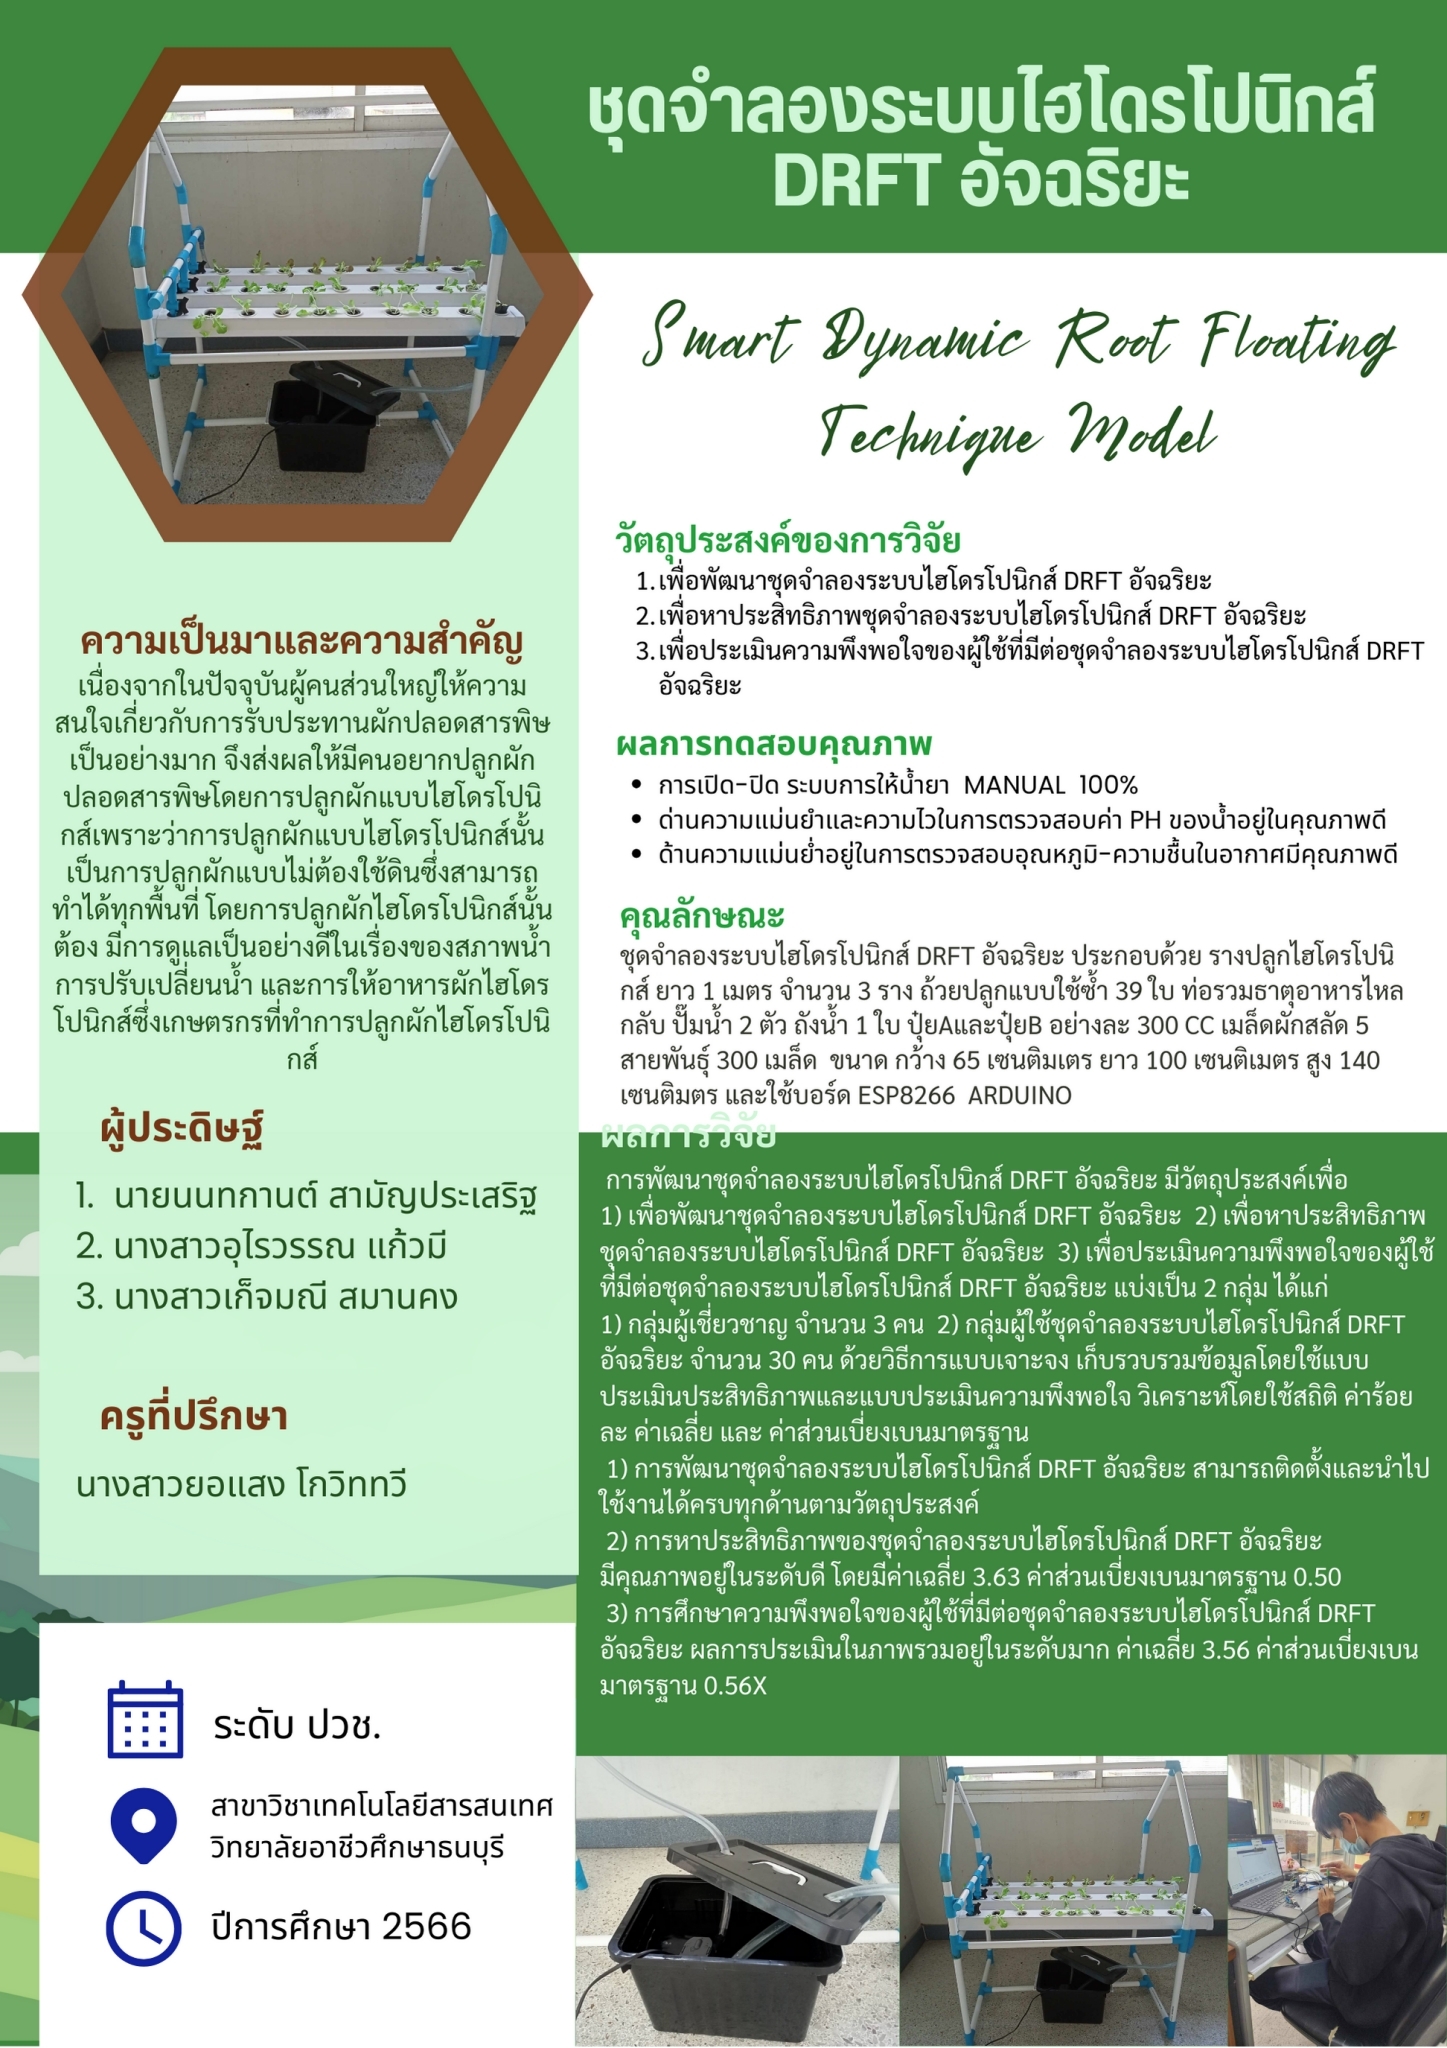 ชุดจำลองระบบไฮโดรโปนิกส์
DRFT อัจฉริยะ
Smart Dynamic Root Floating
Technique Model
ความเป็นมาและความสำคัญ
เนื่องจากในปัจจุบันผู้คนส่วนใหญ่ให้ความ
สนใจเกี่ยวกับการรับประทานผักปลอดสารพิษ
เป็นอย่างมาก จึงส่งผลให้มีคนอยากปลูกผัก
ปลอดสารพิษโดยการปลูกผักแบบไฮโดรโปนิ
กส์เพราะว่าการปลูกผักแบบไฮโดรโปนิกส์นั้น
เป็นการปลูกผักแบบไม่ต้องใช้ดินซึ่งสามารถ
ทำได้ทุกพื้นที่ โดยการปลูกผักไฮโดรโปนิกส์นั้น
ต้อง มีการดูแลเป็นอย่างดีในเรื่องของสภาพน้ำ
การปรับเปลี่ยนน้ำ และการให้อาหารผักไฮโดร
โปนิกส์ซึ่งเกษตรกรที่ทำการปลูกผักไฮโดรโปนิ
กส์
ผู้ประดิษฐ์
1. นายนนทกานต์ สามัญประเสริฐ
2. นางสาวอุไรวรรณ แก้วมี
3. นางสาวเก็จมณี สมานคง
ครูที่ปรึกษา
นางสาวยอแสง โกวิททวี
ระดับ ปวช.
สาขาวิชาเทคโนโลยีสารสนเทศ
วิทยาลัยอาชีวศึกษาธนบุรี
ปีการศึกษา 2566
วัตถุประสงค์ของการวิจัย
1. เพื่อพัฒนาชุดจำลองระบบไฮโดรโปนิกส์ DRFT อัจฉริยะ
2. เพื่อหาประสิทธิภาพชุดจำลองระบบไฮโดรโปนิกส์ DRFT อัจฉริยะ
3. เพื่อประเมินความพึงพอใจของผู้ใช้ที่มีต่อชุดจำลองระบบไฮโดรโปนิกส์ DRFT
อัจฉริยะ
ผลการทดสอบคุณภาพ
• การเปิด-ปิด ระบบการให้น้ำยา MANUAL 100%
• ด่านความแม่นยำและความไวในการตรวจสอบค่า PH ของน้ำอยู่ในคุณภาพดี
• ด้านความแม่นย่ำอยู่ในการตรวจสอบอุณหภูมิ-ความชื้นในอากาศมีคุณภาพดี
คุณลักษณะ
ชุดจำลองระบบไฮโดรโปนิกส์ DRFT อัจฉริยะ ประกอบด้วย รางปลูกไฮโดรโปนิ
กส์ ยาว 1 เมตร จำนวน 3 ราง ถ้วยปลูกแบบใช้ซ้ำ 39 ใบ ท่อรวมธาตุอาหารไหล
กลับ ปั๊มน้ำ 2 ตัว ถังน้ำ 1 ใบ ปุ๋ยAและปุ๋ยB อย่างละ 300 CC เมล็ดผักสลัด 5
สายพันธุ์ 300 เมล็ด ขนาด กว้าง 65 เซนติมเตร ยาว 100 เซนติเมตร สูง 140
เซนติมตร และใช้บอร์ด ESP8266 ARDUINO
ผลการวิจัย
การพัฒนาชุดจำลองระบบไฮโดรโปนิกส์ DRFT อัจฉริยะ มีวัตถุประสงค์เพื่อ
1) เพื่อพัฒนาชุดจำลองระบบไฮโดรโปนิกส์ DRFT อัจฉริยะ 2) เพื่อหาประสิทธิภาพ
ชุดจำลองระบบไฮโดรโปนิกส์ DRFT อัจฉริยะ 3) เพื่อประเมินความพึงพอใจของผู้ใช้
ที่มีต่อชุดจำลองระบบไฮโดรโปนิกส์ DRFT อัจฉริยะ แบ่งเป็น 2 กลุ่ม ได้แก่
1) กลุ่มผู้เชี่ยวชาญ จำนวน 3 คน 2) กลุ่มผู้ใช้ชุดจำลองระบบไฮโดรโปนิกส์ DRFT
อัจฉริยะ จำนวน 30 คน ด้วยวิธีการแบบเจาะจง เก็บรวบรวมข้อมูลโดยใช้แบบ
ประเมินประสิทธิภาพและแบบประเมินความพึงพอใจ วิเคราะห์โดยใช้สถิติ ค่าร้อย
ละ ค่าเฉลี่ย และ ค่าส่วนเบี่ยงเบนมาตรฐาน
1) การพัฒนาชุดจำลองระบบไฮโดรโปนิกส์ DRFT อัจฉริยะ สามารถติดตั้งและนำไป
ใช้งานได้ครบทุกด้านตามวัตถุประสงค์
2) การหาประสิทธิภาพของชุดจำลองระบบไฮโดรโปนิกส์ DRFT อัจฉริยะ
มีคุณภาพอยู่ในระดับดี โดยมีค่าเฉลี่ย 3.63 ค่าส่วนเบี่ยงเบนมาตรฐาน 0.50
3) การศึกษาความพึงพอใจของผู้ใช้ที่มีต่อชุดจำลองระบบไฮโดรโปนิกส์ DRFT
อัจฉริยะ ผลการประเมินในภาพรวมอยู่ในระดับมาก ค่าเฉลี่ย 3.56 ค่าส่วนเบี่ยงเบน
มาตรฐาน 0.56X